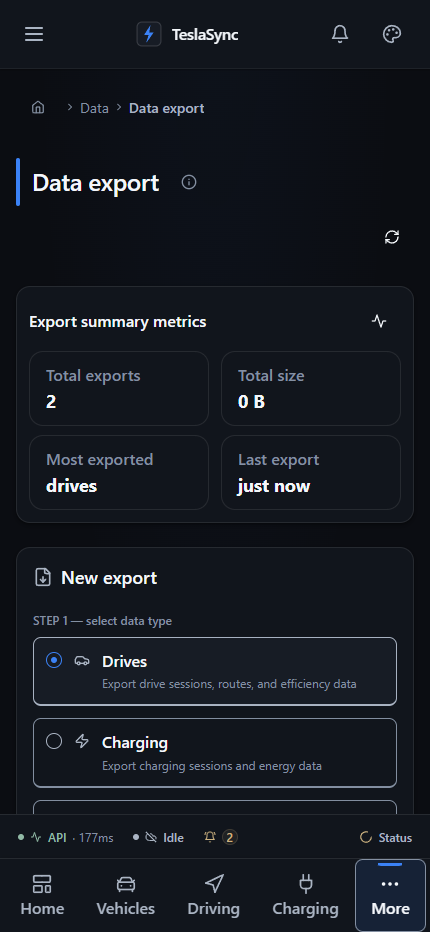 TeslaSync
Data
Data export
Data export
Export summary metrics
Total exports
2
Total size
0 B
Most exported
drives
Last export
just now
New export
STEP 1 — select data type
Drives
Export drive sessions, routes, and efficiency data
Charging
Export charging sessions and energy data
API · 177ms
Idle
2
Status
Home
Vehicles
Driving
Charging
More